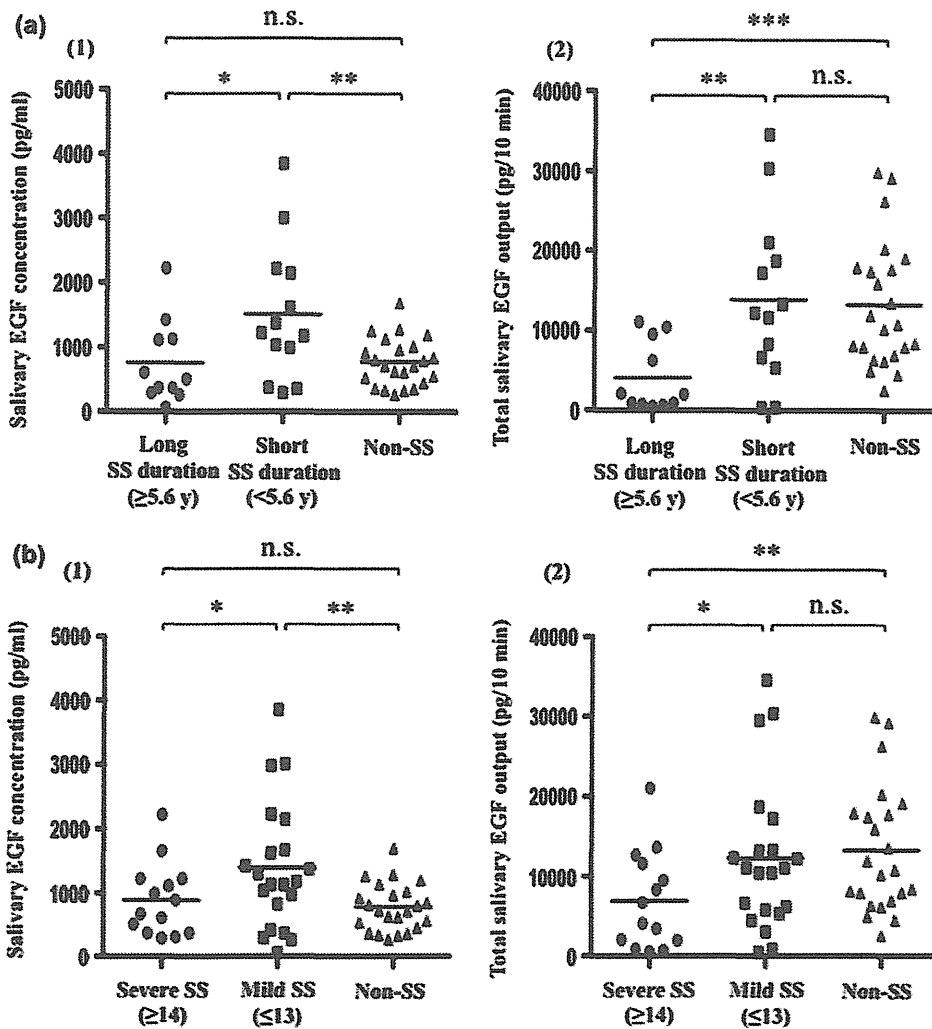 (a)
(1)
n.s.
*
**
Salivary EGF concentration (pg/ml)
5000
4000
3000
2000
1000
0
Long
SS duration
(≥5.6 y)
Short
SS duration
(<5.6 y)
Non-SS
(2)
***
**
n.s.
Total salivary EGF output (pg/10 min)
40000
30000
20000
10000
0
Long
SS duration
(≥5.6 y)
Short
SS duration
(<5.6 y)
Non-SS
(b)
(1)
n.s.
*
**
Salivary EGF concentration (pg/ml)
5000
4000
3000
2000
1000
0
Severe SS
(≥14)
Mild SS
(≤13)
Non-SS
(2)
**
*
n.s.
Total salivary EGF output (pg/10 min)
40000
30000
20000
10000
0
Severe SS
(≥14)
Mild SS
(≤13)
Non-SS